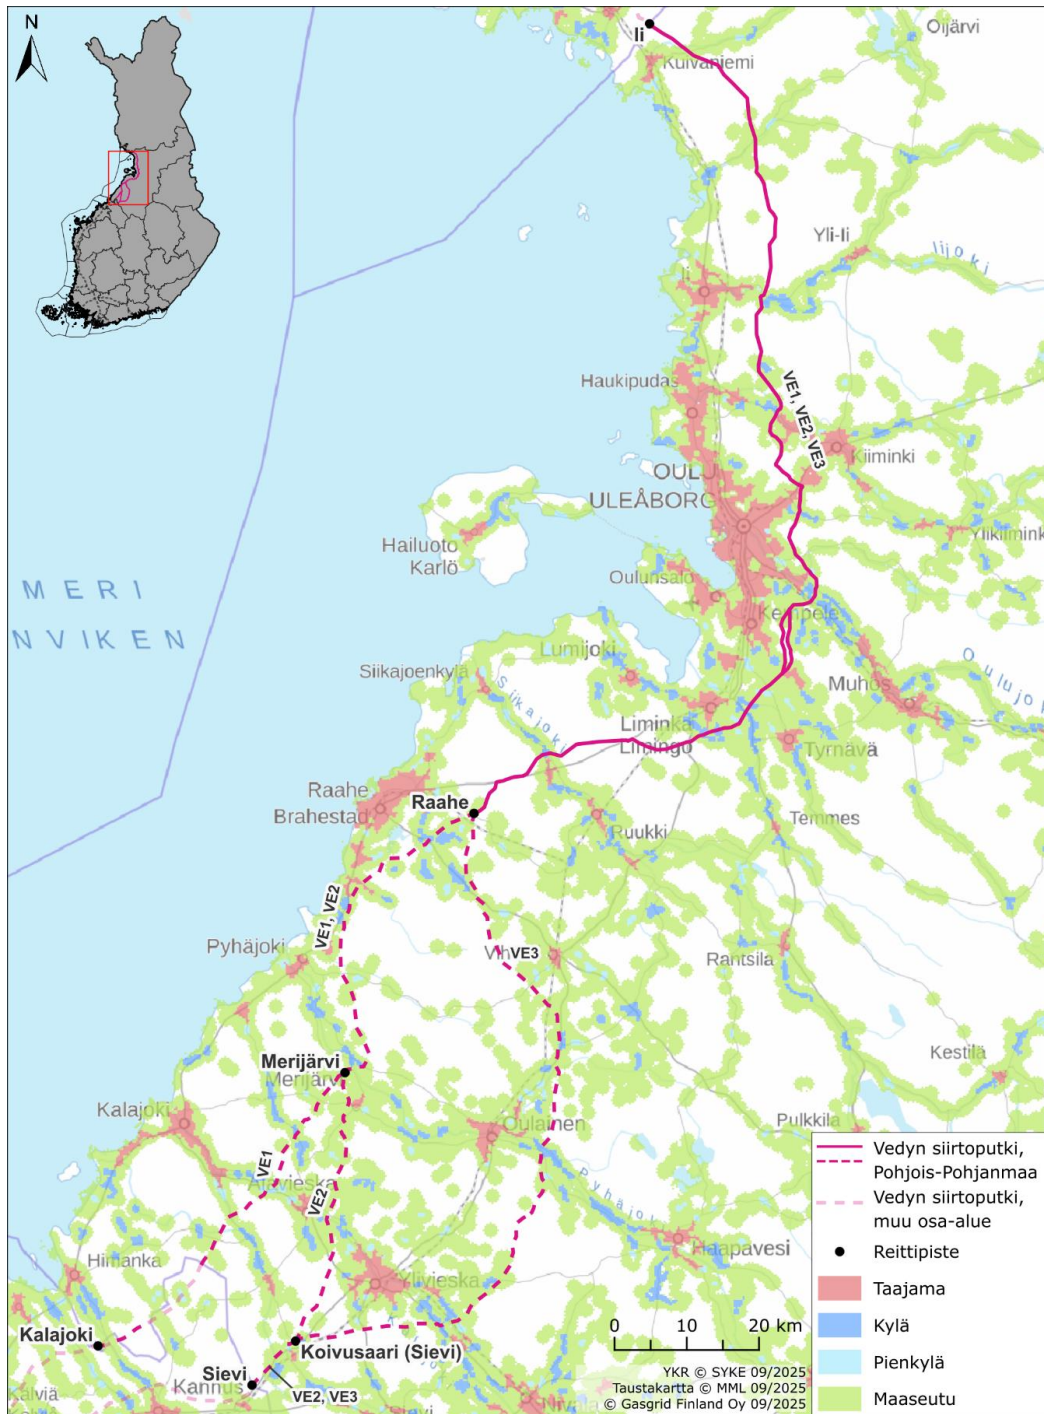 N
Ii
Kuivaniemi
Oijärvi
Yli-Ii
Iijoki
Ii
Haukipudas
VE1, VE2, VE3
Kiiminki
OULU
ULEÅBORG
Hailuoto
Karlö
Oulunsalo
Kempele
MERI
NVIKEN
Lumijoki
Siikajoenkylä
Siikajoki
Muhos
Liminka
Limingo
Tyrnävä
Raahe
Brahestad
Raahe
Ruukki
Temmes
VE1, VE2
Pyhäjoki
VE3
Rantsila
Merijärvi
Kestilä
Kalajoki
Oulainen
Pulkkila
VE1
VE2
Pyhäjoki
Haapavesi
Himanka
Ylivieska
Kalajoki
Koivusaari (Sievi)
Sievi
Kannus
VE2, VE3
0 10 20 km
YKR © SYKE 09/2025
Taustakartta © MML 09/2025
© Gasgrid Finland Oy 09/2025
Vedyn siirtoputki,
Pohjois-Pohjanmaa
Vedyn siirtoputki,
muu osa-alue
Reittipiste
Taajama
Kylä
Pienkylä
Maaseutu